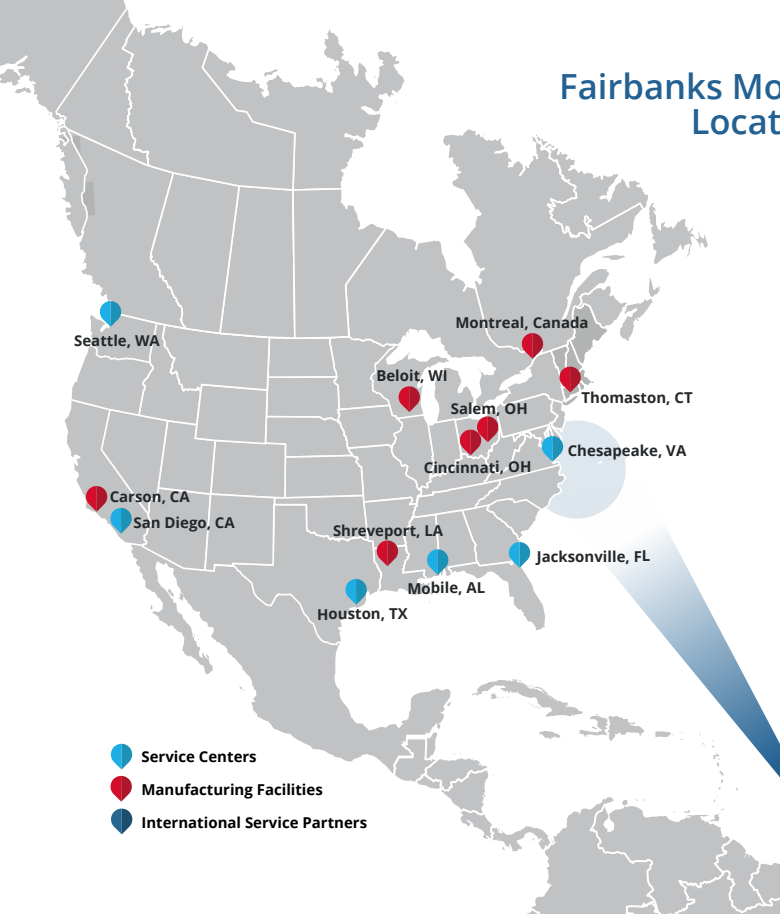 Fairbanks Mo
Locat
Montreal, Canada
Seattle, WA
Beloit, WI
Thomaston, CT
Salem, OH
Chesapeake, VA
Cincinnati, OH
Carson, CA
San Diego, CA
Shreveport, LA
Jacksonville, FL
Mobile, AL
Houston, TX
Service Centers
Manufacturing Facilities
International Service Partners